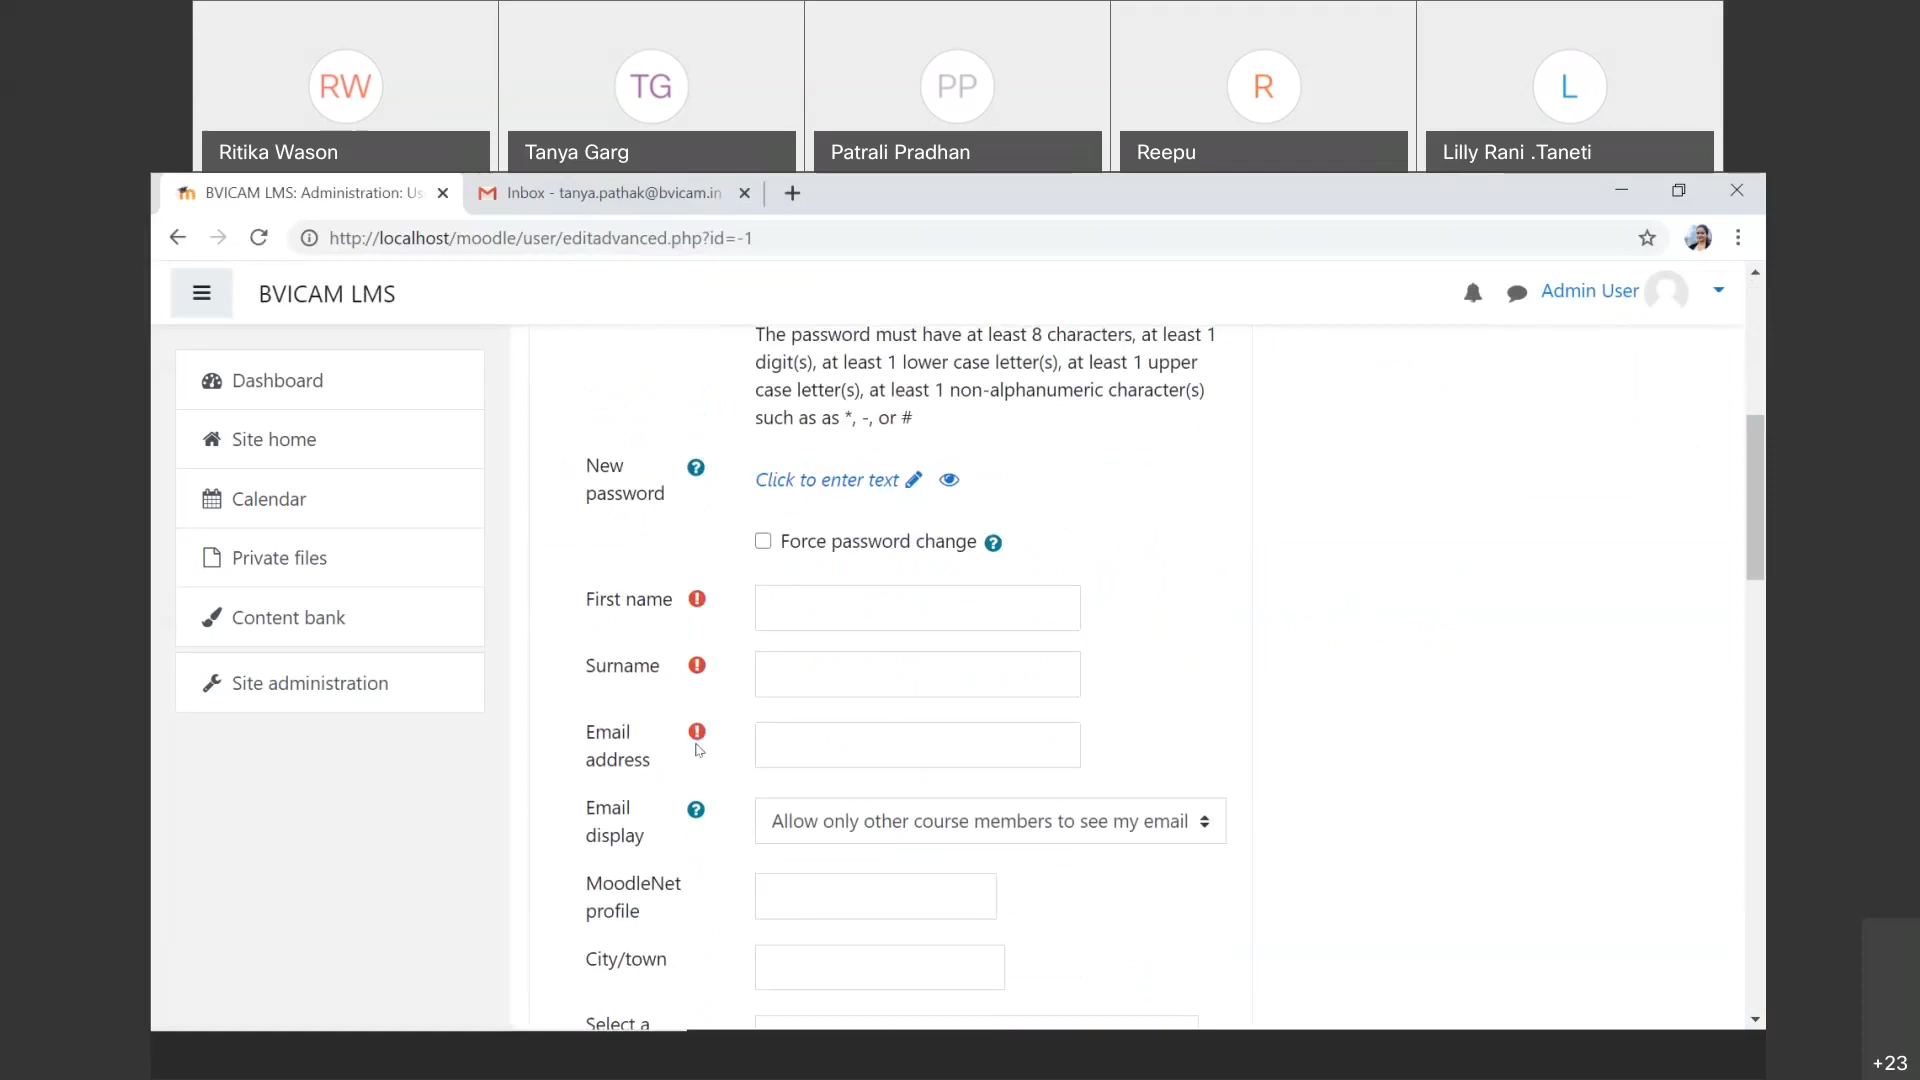 RW
TG
PP
R
L
Ritika Wason
Tanya Garg
Patrali Pradhan
Reepu
Lilly Rani .Taneti
BVICAM LMS: Administration: Us
Inbox - tanya.pathak@bvicam.in
http://localhost/moodle/user/editadvanced.php?id=-1
BVICAM LMS
Admin User
Dashboard
Site home
Calendar
Private files
Content bank
Site administration
The password must have at least 8 characters, at least 1
digit(s), at least 1 lower case letter(s), at least 1 upper
case letter(s), at least 1 non-alphanumeric character(s)
such as as *, -, or #
New
password
Click to enter text
Force password change
First name
Surname
Email
address
Email
display
Allow only other course members to see my email
MoodleNet
profile
City/town
Select a
+23